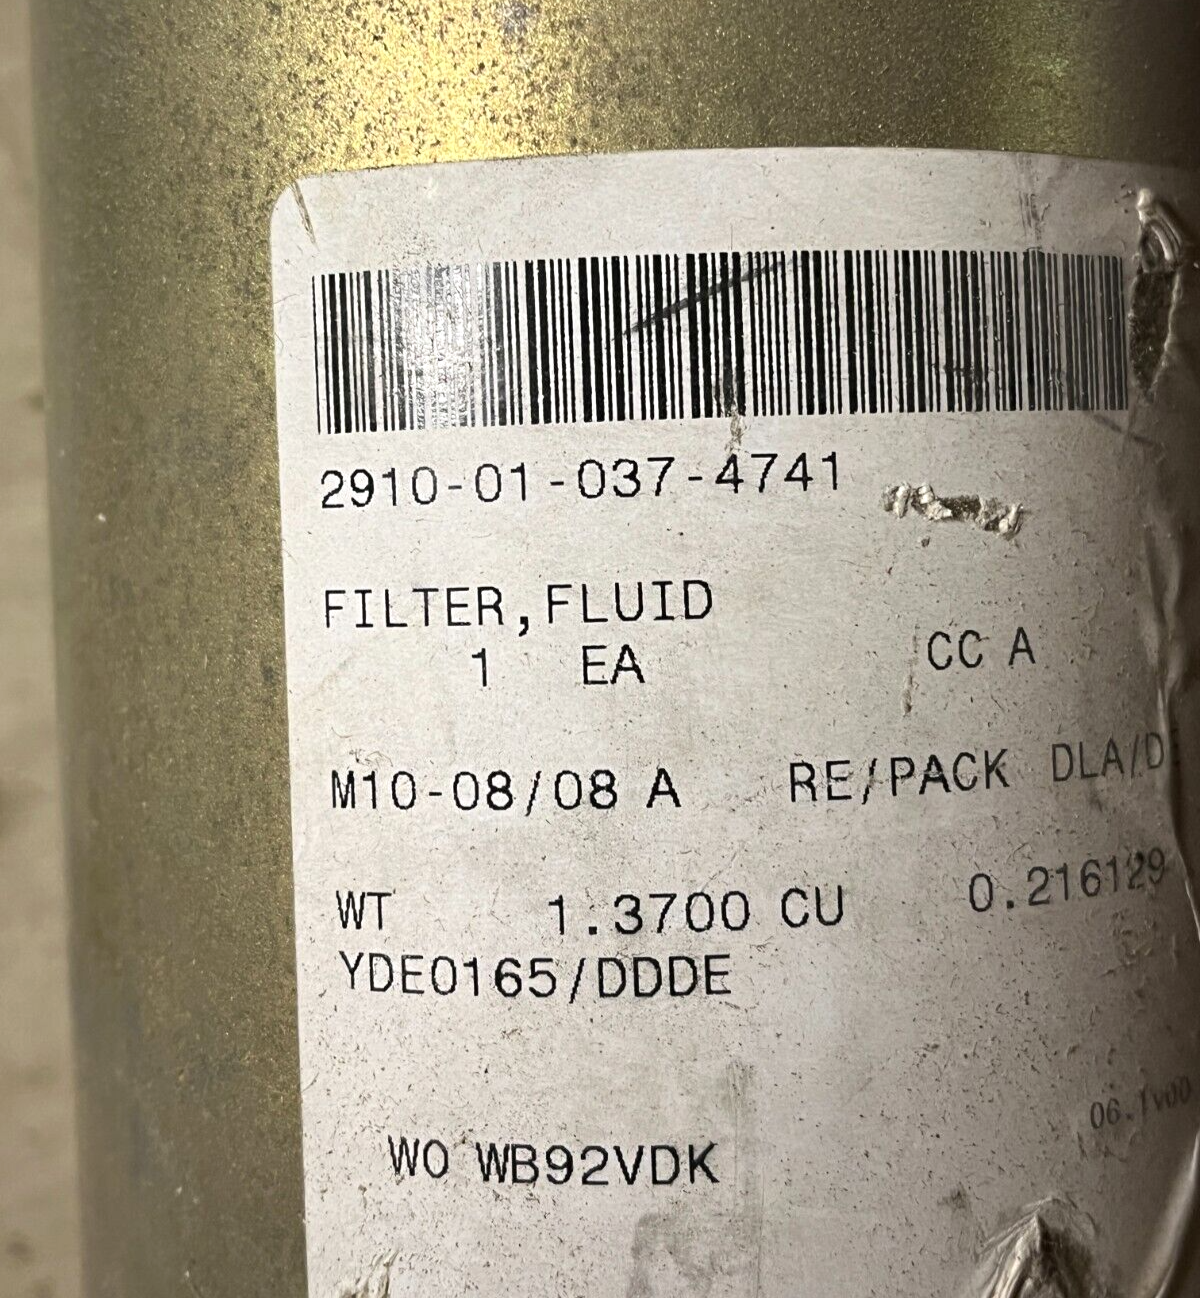 2910-01-037-4741
FILTER,FLUID
1 EA CC A
M10-08/08 A RE/PACK DLA/D
WT 1.3700 CU 0.216129
YDE0165/DDDE
WO WB92VDK